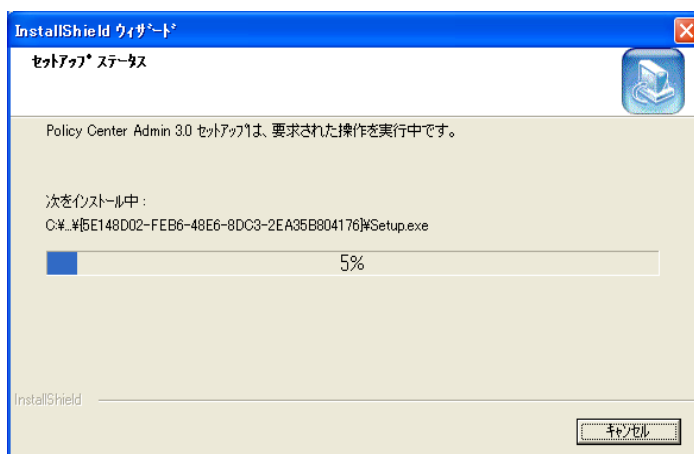 InstallShield ウィザード
セットアップ ステータス
Policy Center Admin 3.0 セットアップは、要求された操作を実行中です。
次をインストール中 :
C:¥...¥{5E148D02-FEB6-48E6-8DC3-2EA35B804176}¥Setup.exe
5%
InstallShield
キャンセル